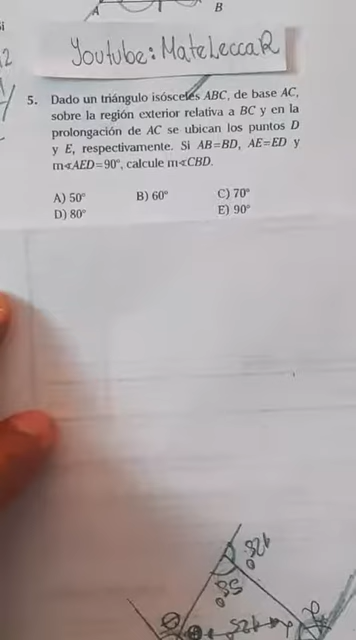 A B
Youtube: MateLeccaR
5. Dado un triángulo isósceles ABC, de base AC,
sobre la región exterior relativa a BC y en la
prolongación de AC se ubican los puntos D
y E, respectivamente. Si AB=BD, AE=ED y
m∢AED=90°, calcule m∢CBD.
A) 50° B) 60° C) 70°
D) 80° E) 90°